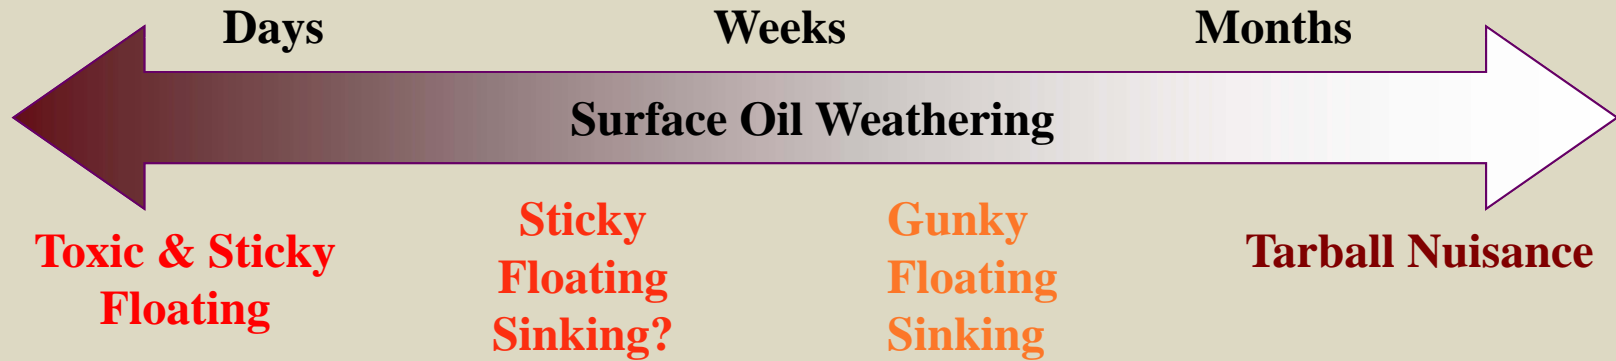 Days Weeks Months
Surface Oil Weathering
Toxic & Sticky
Floating
Sticky
Floating
Sinking?
Gunky
Floating
Sinking
Tarball Nuisance